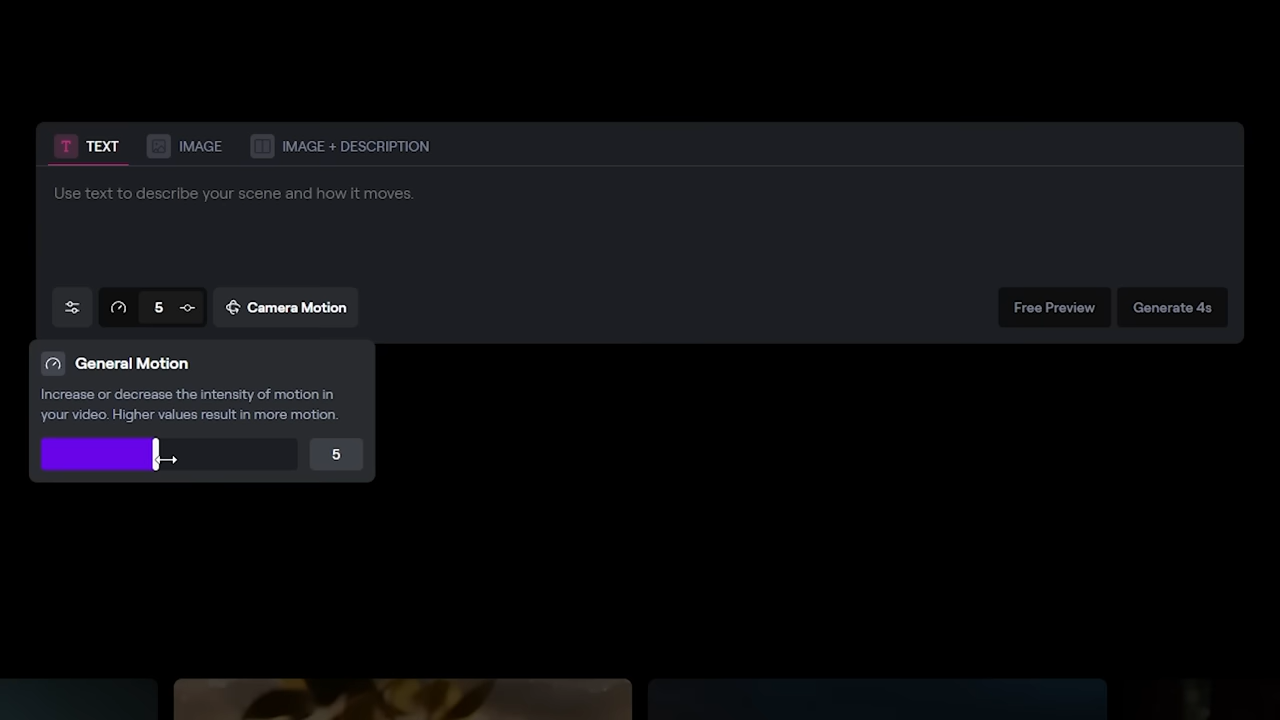 T TEXT IMAGE IMAGE + DESCRIPTION
Use text to describe your scene and how it moves.
5 Camera Motion Free Preview Generate 4s
General Motion
Increase or decrease the intensity of motion in
your video. Higher values result in more motion.
5